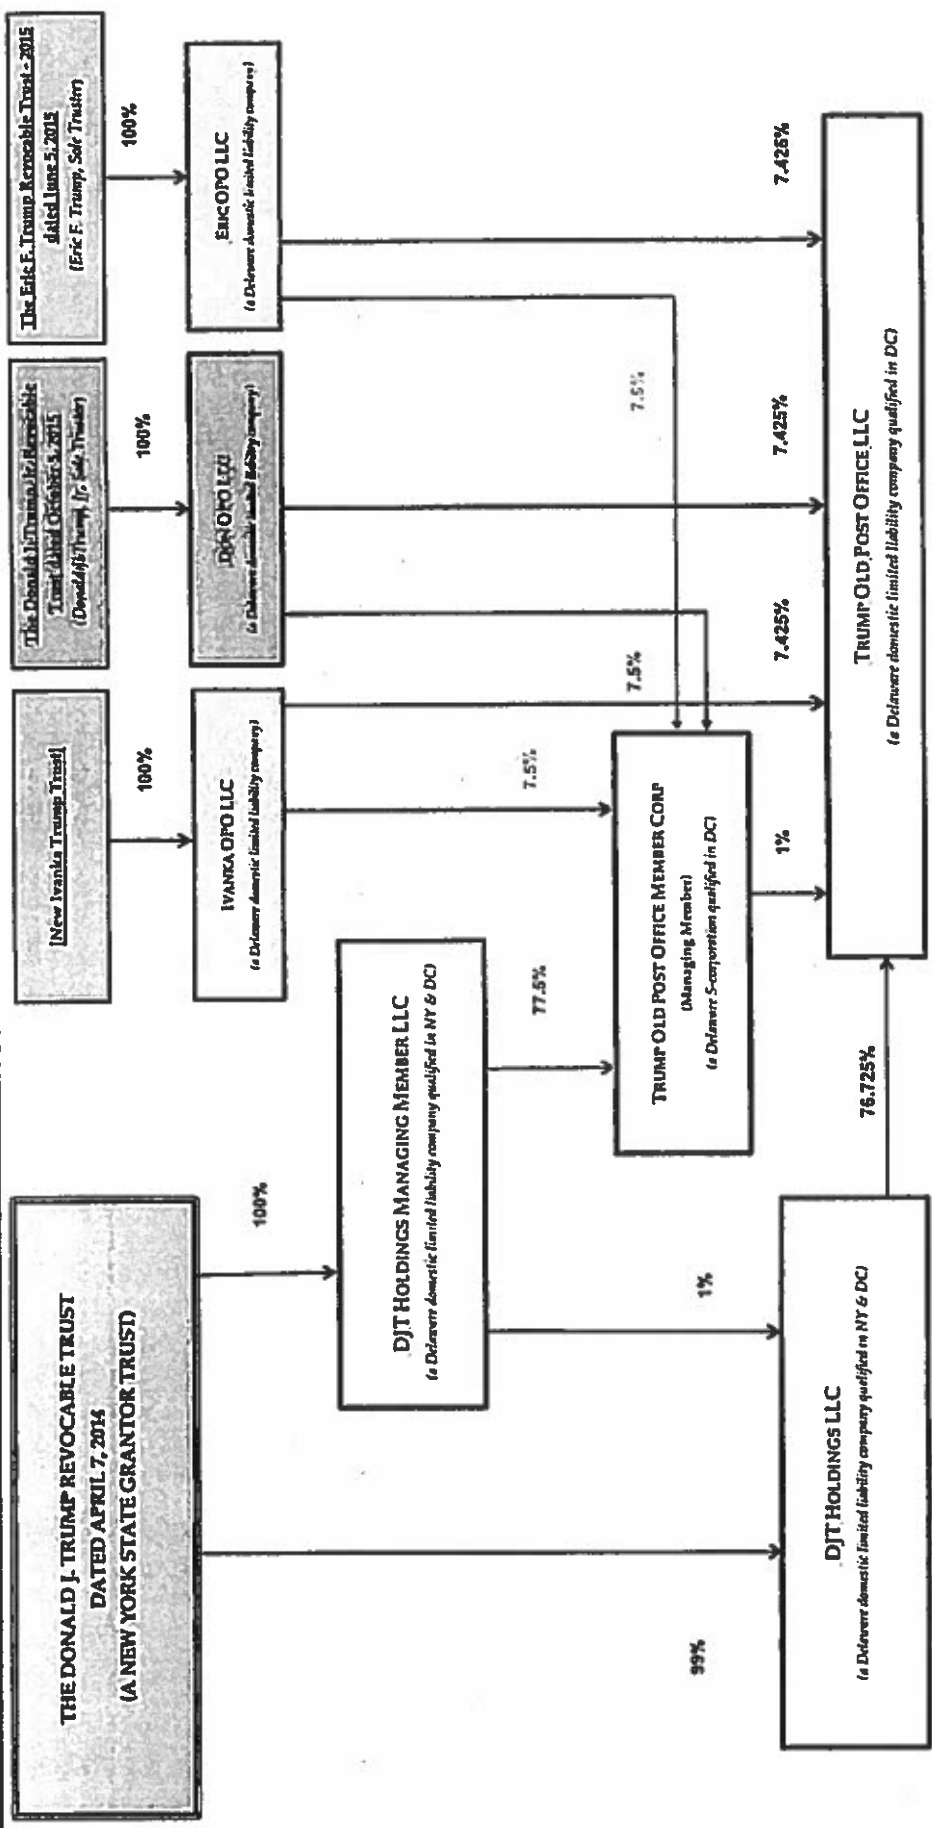 THE DONALD J. TRUMP REVOCABLE TRUST
DATED APRIL 7, 2014
(A NEW YORK STATE GRANTOR TRUST)
[New Ivanka Trump Trust]
The Donald J. Trump, Jr. Revocable
Trust dated October 5, 2015
(Donald J. Trump, Jr. Sole Trustee)
The Eric F. Trump Revocable Trust - 2015
dated June 5, 2015
(Eric F. Trump, Sole Trustee)
100%
100%
100%
100%
IVANKA OPO LLC
(a Delaware domestic limited liability company)
DON OPO LLC
(a Delaware domestic limited liability company)
ERIC OPO LLC
(a Delaware domestic limited liability company)
DJT HOLDINGS MANAGING MEMBER LLC
(a Delaware domestic limited liability company qualified in NY & DC)
77.5%
7.5%
7.5%
7.5%
TRUMP OLD POST OFFICE MEMBER CORP
(Managing Member)
(a Delaware S-corporation qualified in DC)
99%
1%
1%
7.425%
7.425%
7.425%
DJT HOLDINGS LLC
(a Delaware domestic limited liability company qualified in NY & DC)
76.725%
TRUMP OLD POST OFFICE LLC
(a Delaware domestic limited liability company qualified in DC)